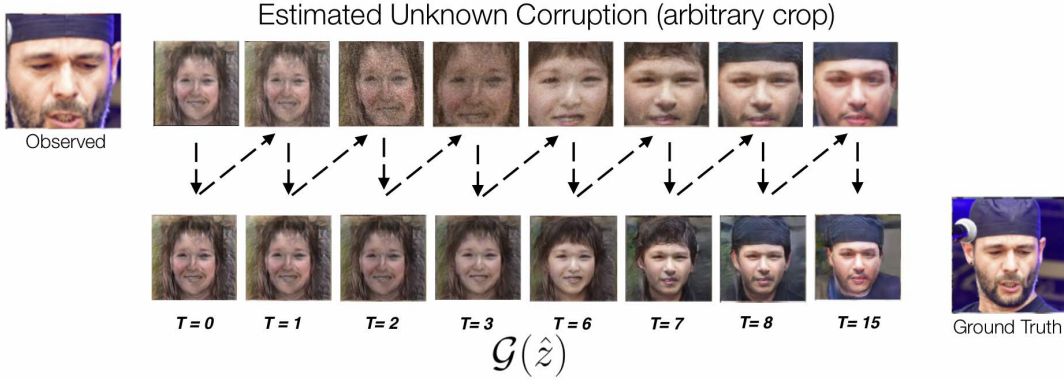 Estimated Unknown Corruption (arbitrary crop)
Observed
T = 0 T = 1 T= 2 T= 3 T = 6 T= 7 T= 8 T= 15
Ground Truth
𝒢(ẑ)